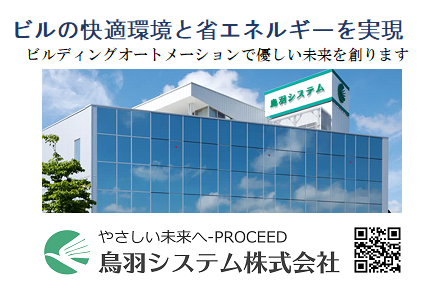 ビルの快適環境と省エネルギーを実現
ビルディングオートメーションで優しい未来を創ります
鳥羽システム
やさしい未来へ-PROCEED
鳥羽システム株式会社